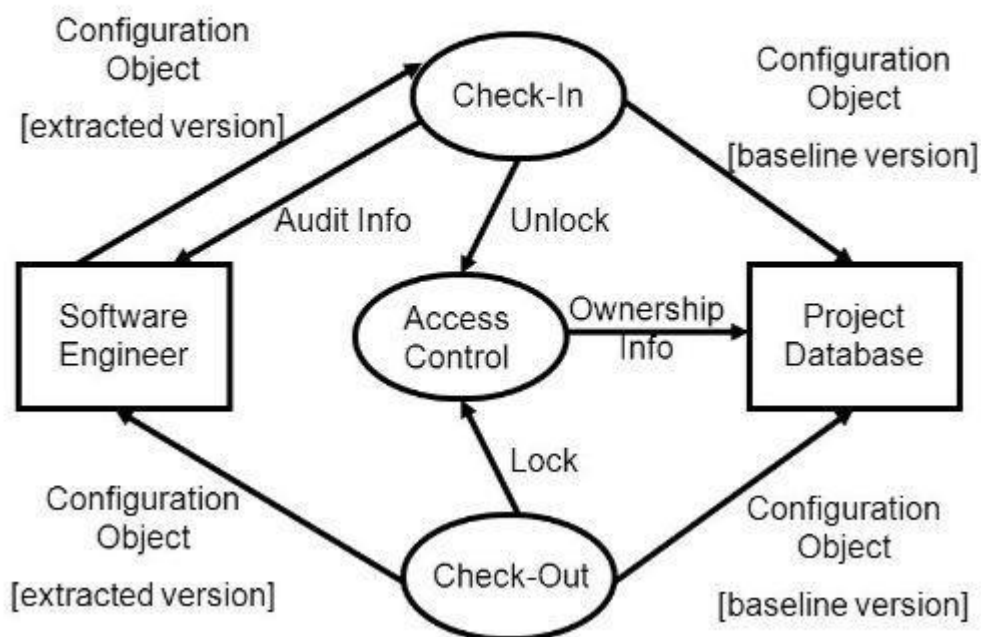 Configuration
Object
[extracted version]
Check-In
Configuration
Object
[baseline version]
Audit Info
Unlock
Software
Engineer
Access
Control
Ownership
Info
Project
Database
Lock
Configuration
Object
[extracted version]
Check-Out
Configuration
Object
[baseline version]